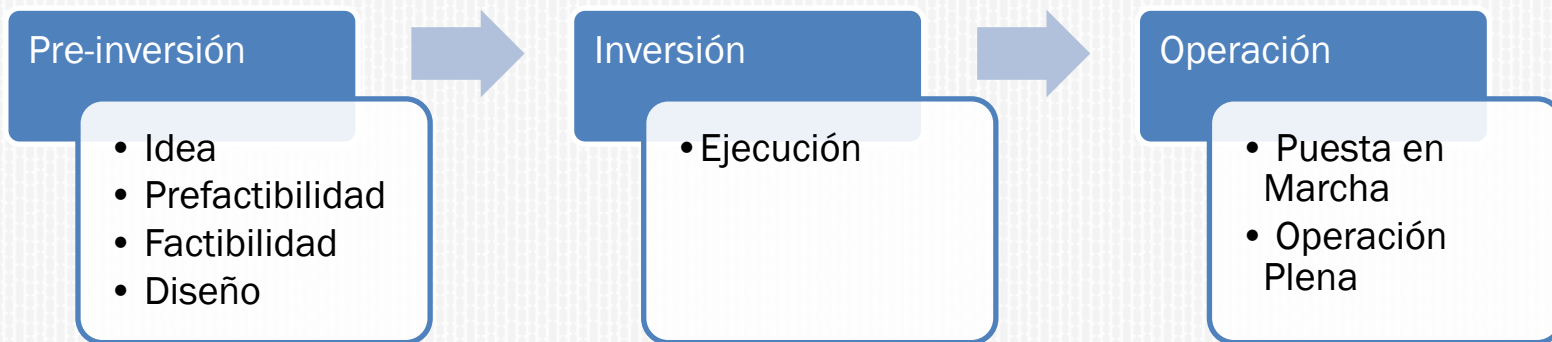 Pre-inversión
• Idea
• Prefactibilidad
• Factibilidad
• Diseño
Inversión
• Ejecución
Operación
• Puesta en
Marcha
• Operación
Plena